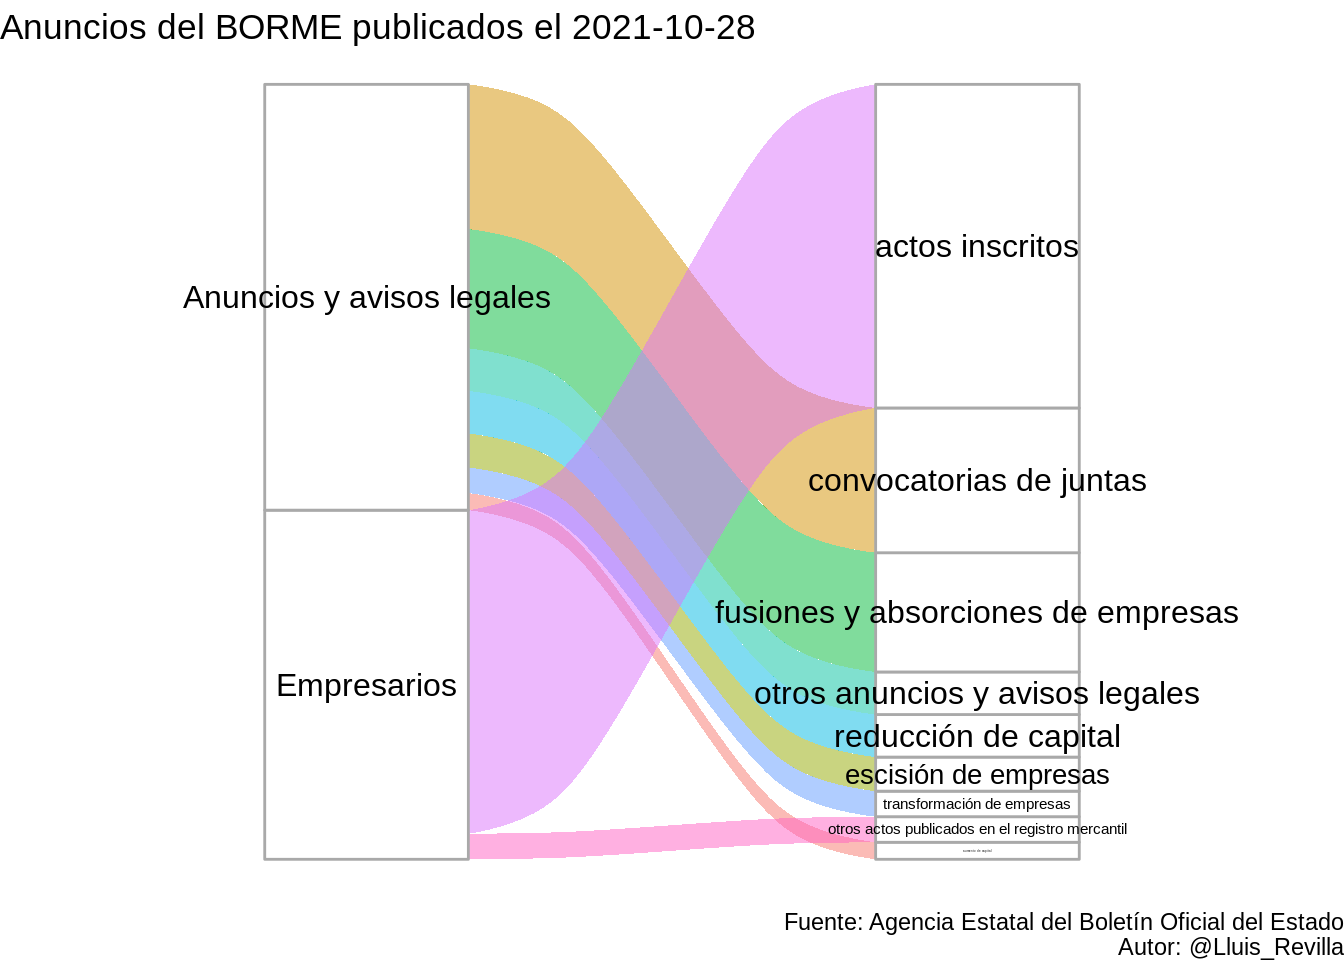 Anuncios del BORME publicados el 2021-10-28
Anuncios y avisos legales
Empresarios
actos inscritos
convocatorias de juntas
fusiones y absorciones de empresas
otros anuncios y avisos legales
reducción de capital
escisión de empresas
transformación de empresas
otros actos publicados en el registro mercantil
Fuente: Agencia Estatal del Boletín Oficial del Estado
Autor: @Lluis_Revilla